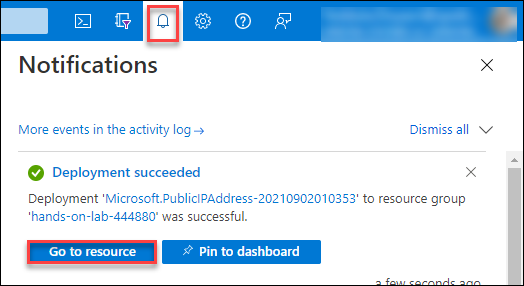 Notifications
More events in the activity log →
Dismiss all
Deployment succeeded
Deployment 'Microsoft.PublicIPAddress-20210902010353' to resource group
'hands-on-lab-444880' was successful.
Go to resource
Pin to dashboard
a few seconds ago